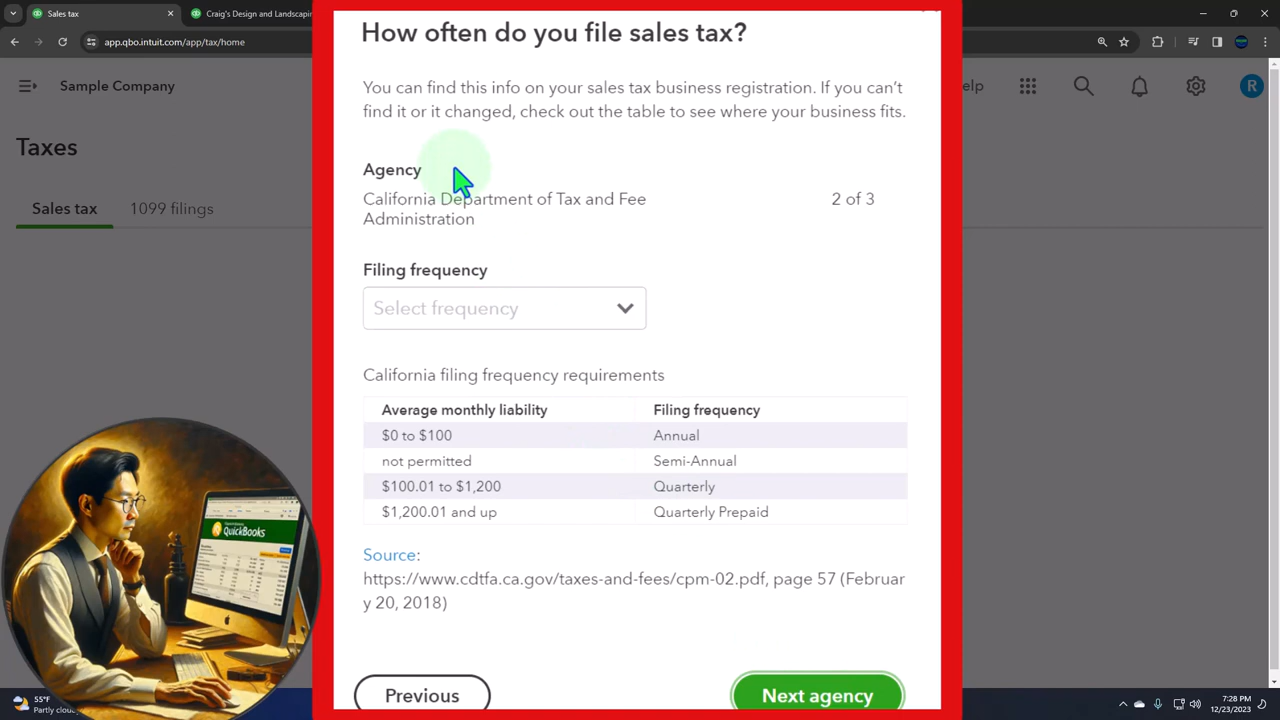 Craig's Design and Landscapin
app.qbo.intuit.com/app/tax/home
Sample Company
elp
R
Taxes
Sales tax
1099 filings
How often do you file sales tax?
You can find this info on your sales tax business registration. If you can't
find it or it changed, check out the table to see where your business fits.
Agency
California Department of Tax and Fee
Administration
2 of 3
Filing frequency
Select frequency
California filing frequency requirements
Average monthly liability Filing frequency
$0 to $100 Annual
not permitted Semi-Annual
$100.01 to $1,200 Quarterly
$1,200.01 and up Quarterly Prepaid
Source:
https://www.cdtfa.ca.gov/taxes-and-fees/cpm-02.pdf, page 57 (Februar
y 20, 2018)
Previous
Next agency
QuickBooks
55°F
Partly cloudy
7:28 PM
12/23/2023